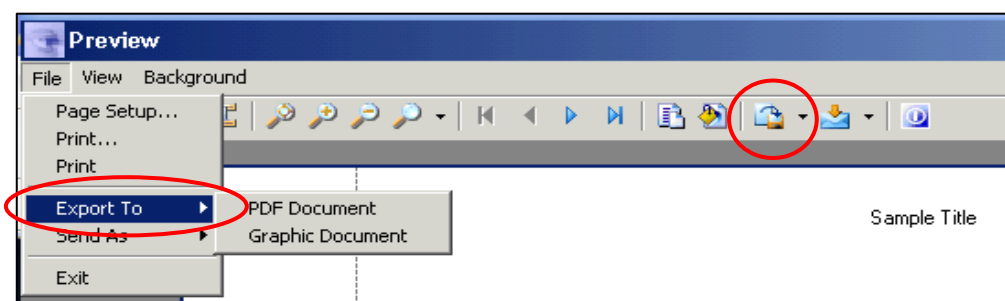 Preview
File View Background
Page Setup...
Print...
Print
Export To PDF Document
Sample Title
Send As Graphic Document
Exit